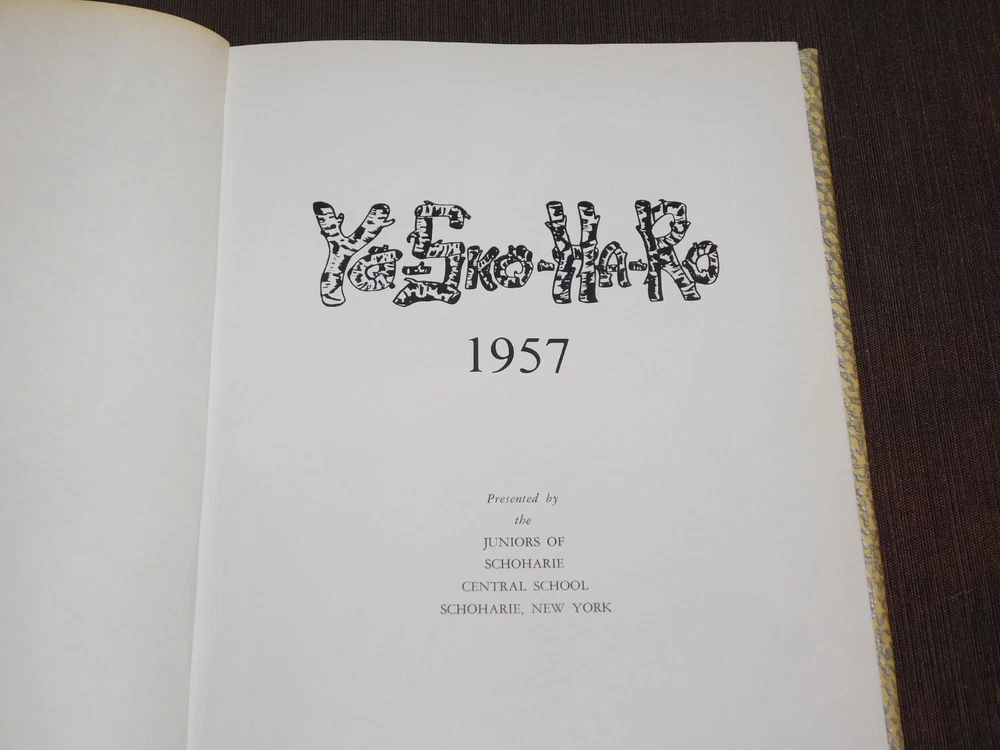 Ya-Sko-Ha-Ro
1957
Presented by
the
JUNIORS OF
SCHOHARIE
CENTRAL SCHOOL
SCHOHARIE, NEW YORK